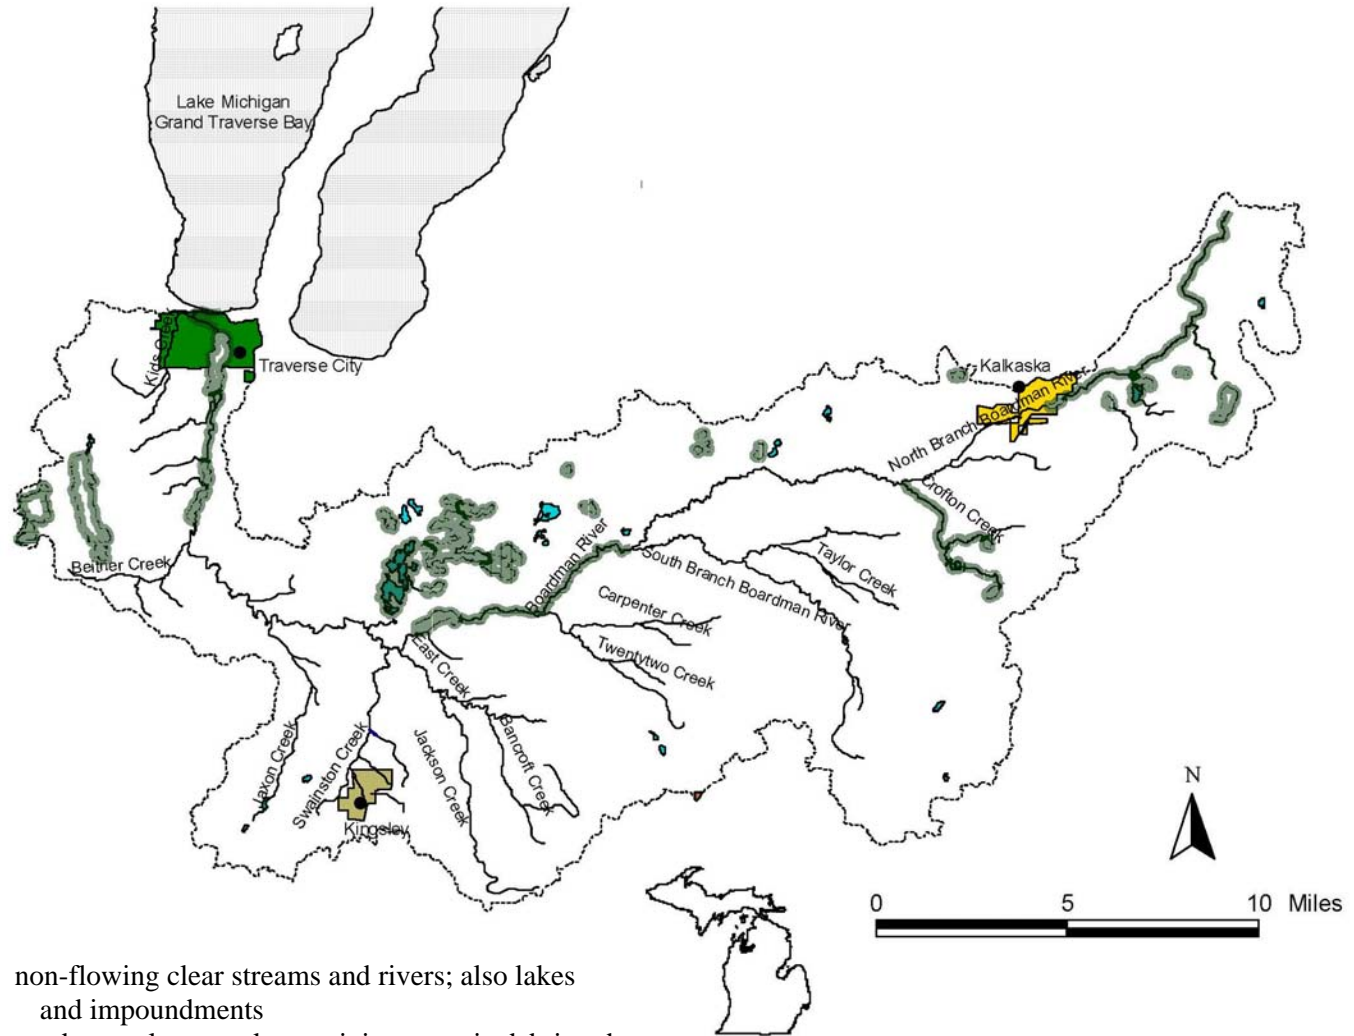 Lake Michigan
Grand Traverse Bay
Traverse City
Kalkaska
North Branch Boardman River
Crofton Creek
Beitner Creek
Boardman River
South Branch Boardman River
Taylor Creek
Carpenter Creek
Twentytwo Creek
East Creek
Jaxon Creek
Swainston Creek
Jackson Creek
Bancroft Creek
Kingsley
N
0 5 10 Miles
non-flowing clear streams and rivers; also lakes
and impoundments